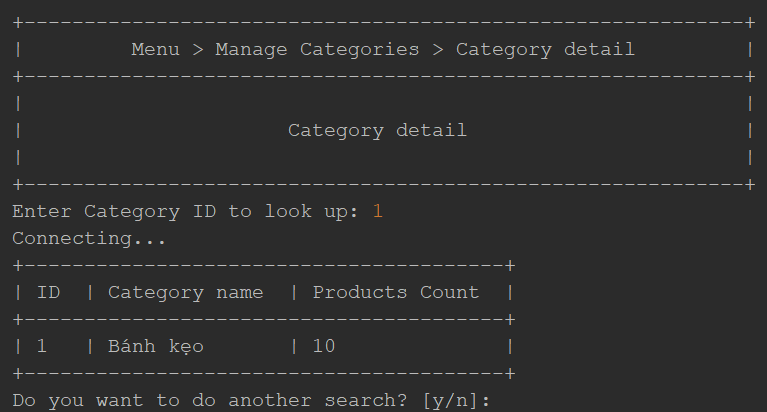 +------------------------------------------------------------+
|         Menu > Manage Categories > Category detail         |
+------------------------------------------------------------+
|                                                            |
|                      Category detail                       |
|                                                            |
+------------------------------------------------------------+
Enter Category ID to look up: 1
Connecting...
+----------------------------------------+
| ID  | Category name  | Products Count  |
+----------------------------------------+
| 1   | Bánh kẹo       | 10              |
+----------------------------------------+
Do you want to do another search? [y/n]: